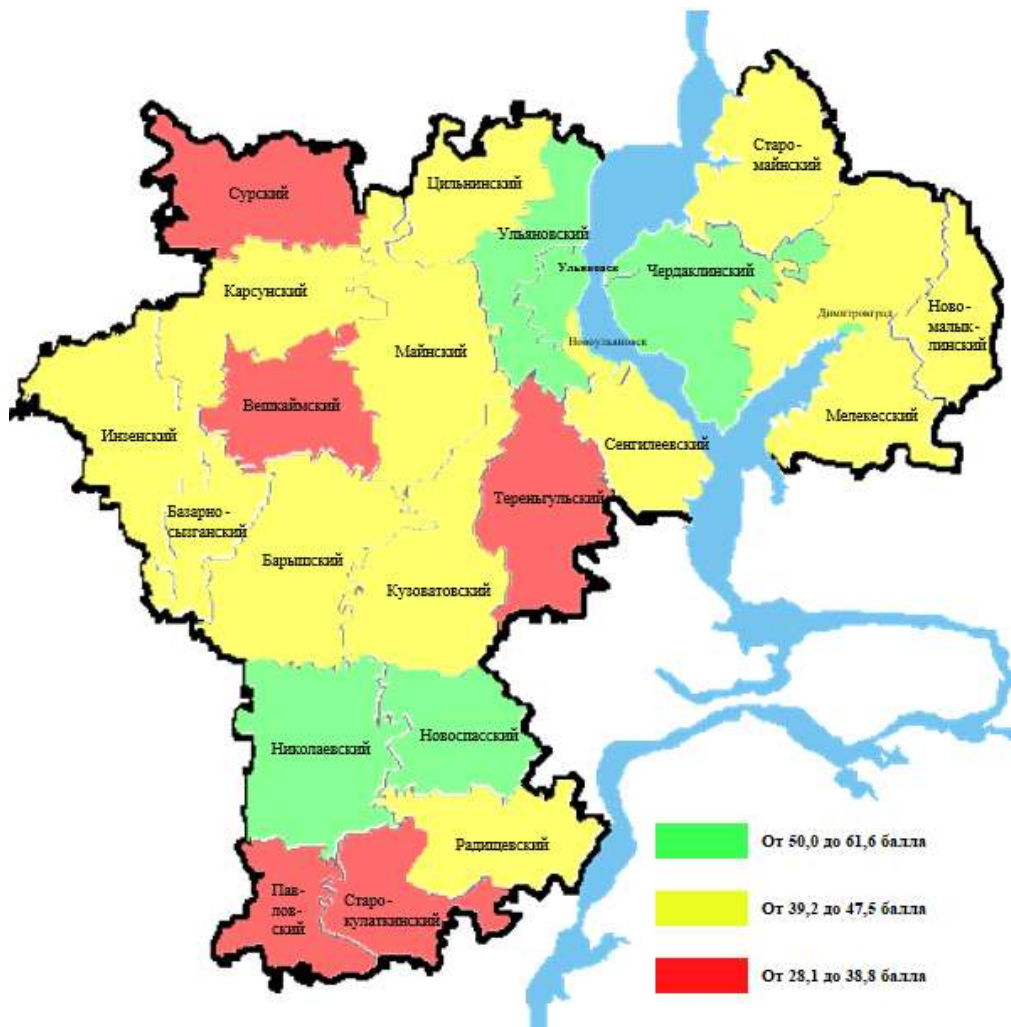 Старо-
майнский
Цильнинский
Сурский
Ульяновский
Ульяновск
Чердаклинский
Карсунский
Ново-
малык-
линский
Димитровград
Новоульяновск
Майнский
Вешкаймский
Мелекесский
Инзенский
Сенгилеевский
Тереньгульский
Базарно-
сызганский
Барышский
Кузоватовский
Новоспасский
Николаевский
От 50,0 до 61,6 балла
Радищевский
Пав-
лов-
ский
Старо-
кулаткинский
От 39,2 до 47,5 балла
От 28,1 до 38,8 балла